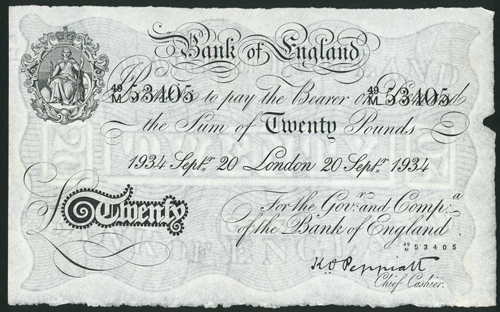 Bank of England
49/M 53405 49/M 53405
Promise to pay the Bearer on Demand
the Sum of Twenty Pounds
1934 Septr. 20 London 20 Septr. 1934
For the Govr. and Compa.
£ Twenty
of the Bank of England.
49/M 53405
K.O. Peppiatt
Chief Cashier.